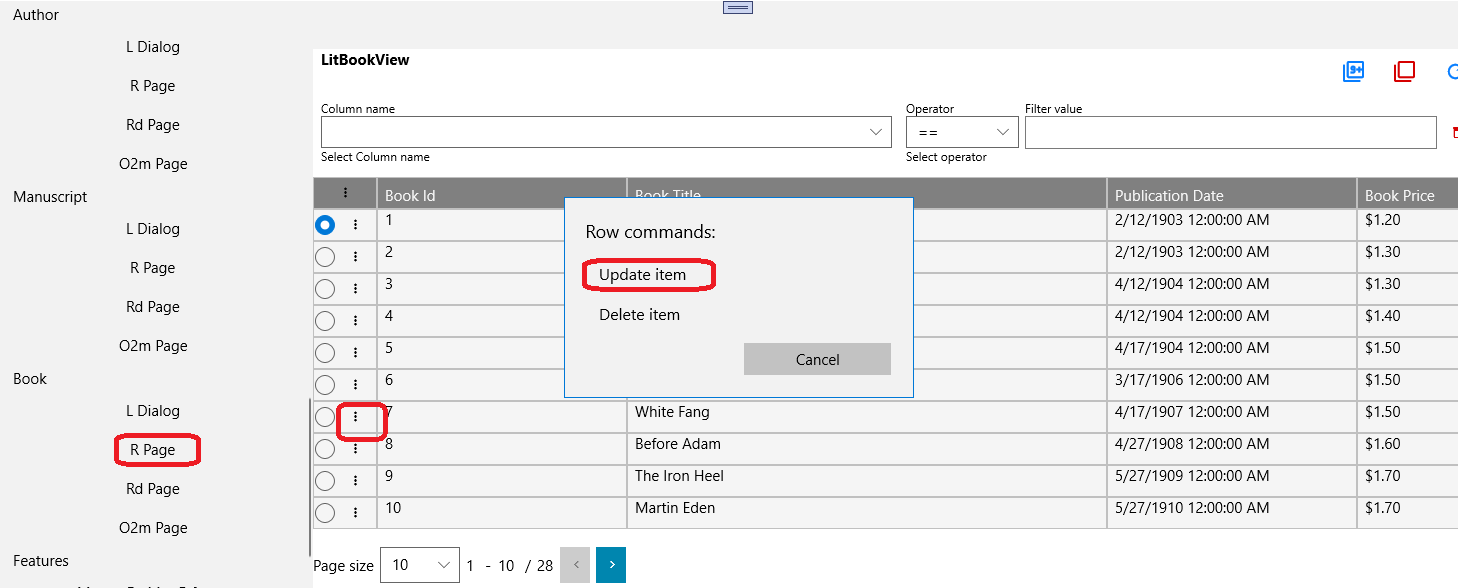 Author
L Dialog
R Page
Rd Page
O2m Page
Manuscript
L Dialog
R Page
Rd Page
O2m Page
Book
L Dialog
R Page
Rd Page
O2m Page
Features
LitBookView
9+
Column name Operator Filter value
==
Select Column name Select operator
Book Id Book Title Publication Date Book Price
1 2/12/1903 12:00:00 AM $1.20
2 2/12/1903 12:00:00 AM $1.30
3 4/12/1904 12:00:00 AM $1.30
4 4/12/1904 12:00:00 AM $1.40
5 4/17/1904 12:00:00 AM $1.50
6 3/17/1906 12:00:00 AM $1.50
7 White Fang 4/17/1907 12:00:00 AM $1.50
8 Before Adam 4/27/1908 12:00:00 AM $1.60
9 The Iron Heel 5/27/1909 12:00:00 AM $1.70
10 Martin Eden 5/27/1910 12:00:00 AM $1.70
Row commands:
Update item
Delete item
Cancel
Page size 10 1 - 10 / 28 < >